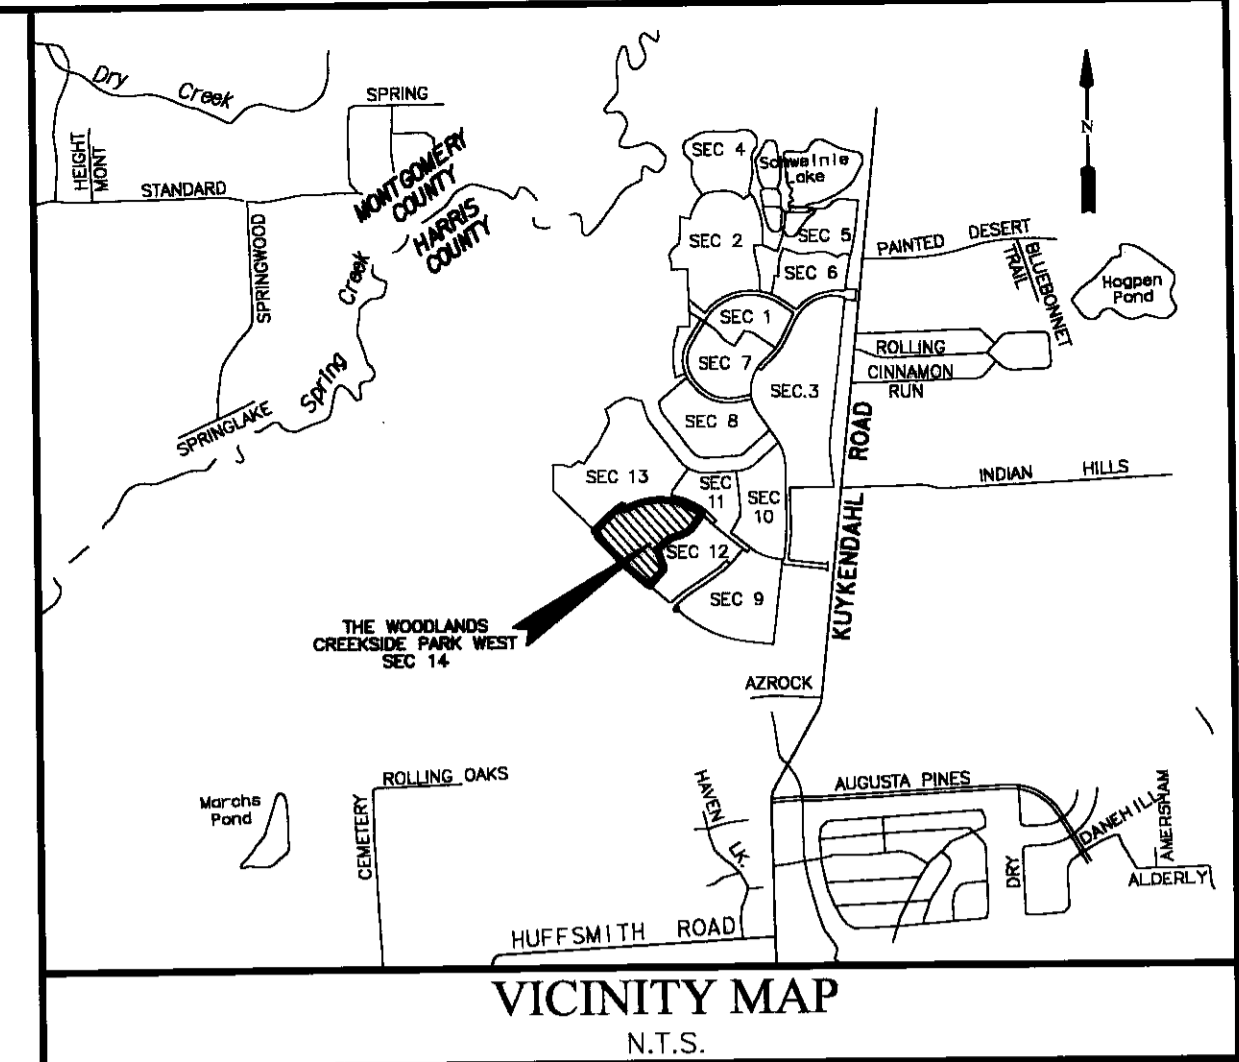 Dry Creek
SPRING
HEIGHT
MONT
STANDARD
MONTGOMERY
COUNTY
HARRIS
COUNTY
SPRINGWOOD
Spring Creek
SPRINGLAKE
SEC 4
Schweinle
Lake
N
SEC 2
SEC 5
PAINTED DESERT
BLUEBONNET
TRAIL
SEC 6
Hogpen
Pond
SEC 1
ROLLING
SEC 7
CINNAMON
RUN
SEC.3
SEC 8
KUYKENDAHL ROAD
SEC 13
SEC
11
SEC
10
INDIAN HILLS
SEC 12
SEC 9
THE WOODLANDS
CREEKSIDE PARK WEST
SEC 14
AZROCK
ROLLING OAKS
Marchs
Pond
CEMETERY
HAVEN
LK.
AUGUSTA PINES
DANEHILL
AMERSHAM
DRY
ALDERLY
HUFFSMITH ROAD
VICINITY MAP
N.T.S.